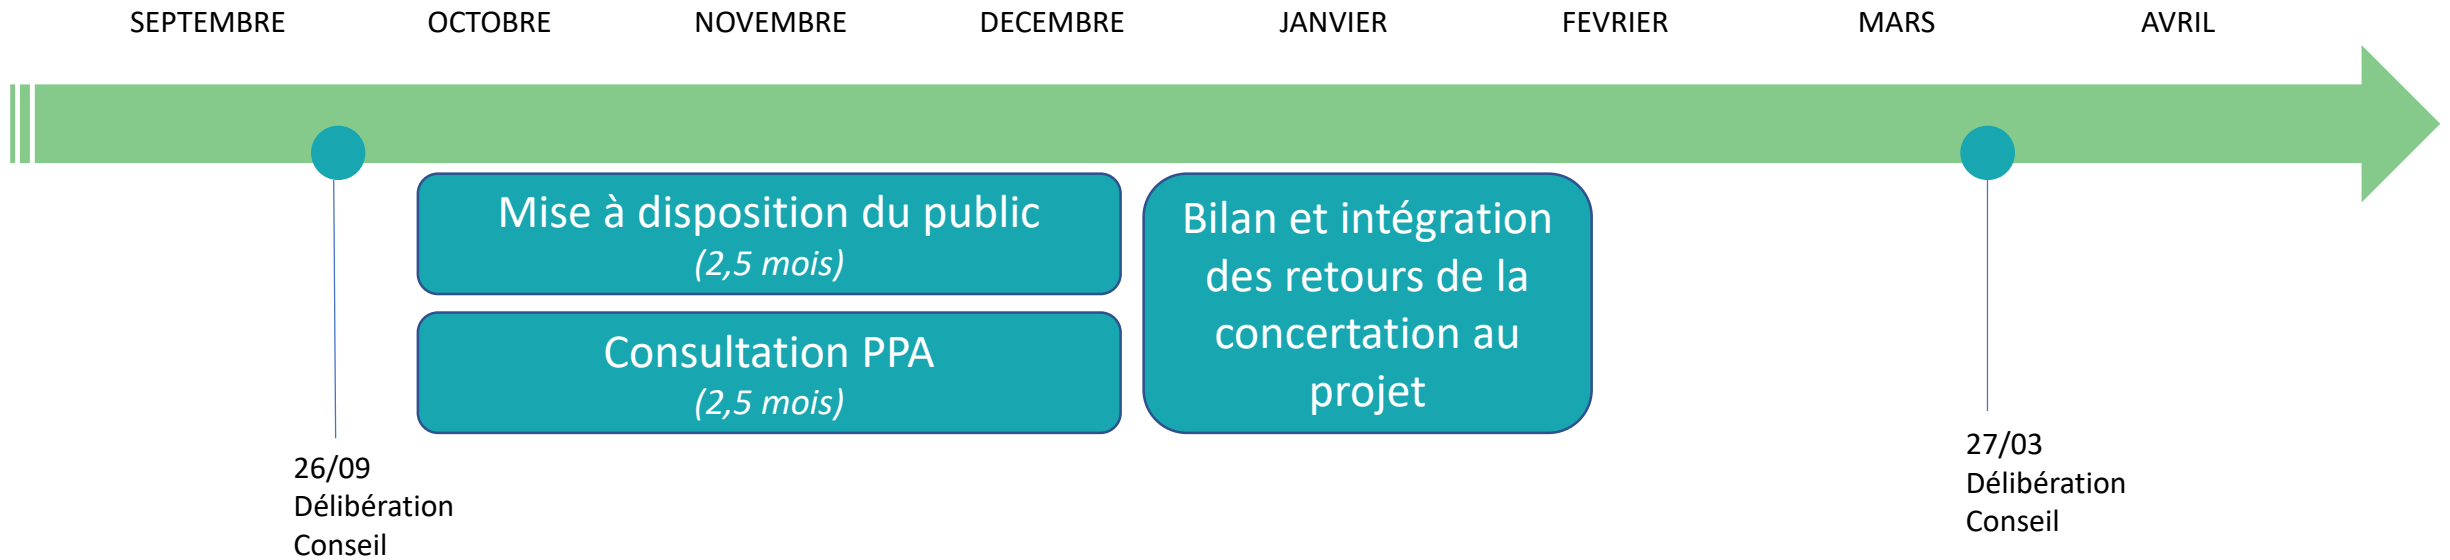 SEPTEMBRE OCTOBRE NOVEMBRE DECEMBRE JANVIER FEVRIER MARS AVRIL
Mise à disposition du public
(2,5 mois)
Consultation PPA
(2,5 mois)
Bilan et intégration
des retours de la
concertation au
projet
26/09
Délibération
Conseil
27/03
Délibération
Conseil